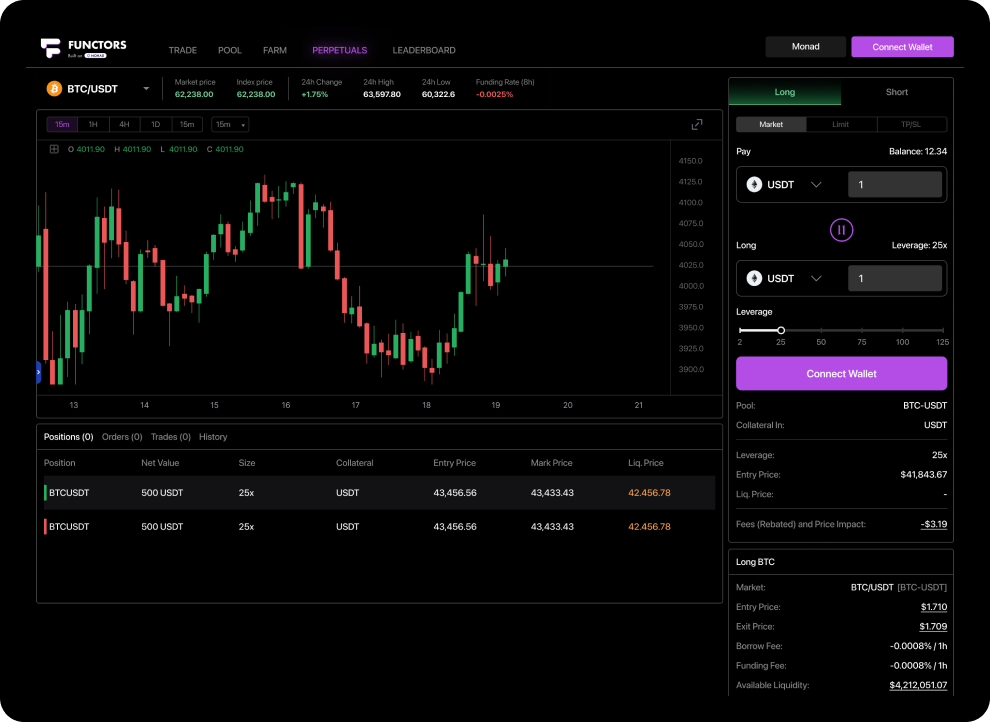 FUNCTORS
Built on MONAD
TRADE POOL FARM PERPETUALS LEADERBOARD
Monad Connect Wallet
BTC/USDT
Market price Index price 24h Change 24h High 24h Low Funding Rate (8h)
62,238.00 62,238.00 +1.75% 63,597.80 60,322.6 -0.0025%
15m 1H 4H 1D 15m 15m
O 4011.90 H 4011.90 L 4011.90 C 4011.90
4150.0
4125.0
4100.0
4075.0
4050.0
4025.0
4000.0
3975.0
3950.0
3925.0
3900.0
13 14 15 16 17 18 19 20 21
Positions (0) Orders (0) Trades (0) History
Position Net Value Size Collateral Entry Price Mark Price Liq. Price
BTCUSDT 500 USDT 25x USDT 43,456.56 43,433.43 42.456.78
BTCUSDT 500 USDT 25x USDT 43,456.56 43,433.43 42.456.78
Long Short
Market Limit TP/SL
Pay Balance: 12.34
USDT 1
Long Leverage: 25x
USDT 1
Leverage
2 25 50 75 100 125
Connect Wallet
Pool: BTC-USDT
Collateral In: USDT
Leverage: 25x
Entry Price: $41,843.67
Liq. Price: -
Fees (Rebated) and Price Impact: -$3.19
Long BTC
Market: BTC/USDT [BTC-USDT]
Entry Price: $1.710
Exit Price: $1.709
Borrow Fee: -0.0008% / 1h
Funding Fee: -0.0008% / 1h
Available Liquidity: $4,212,051.07